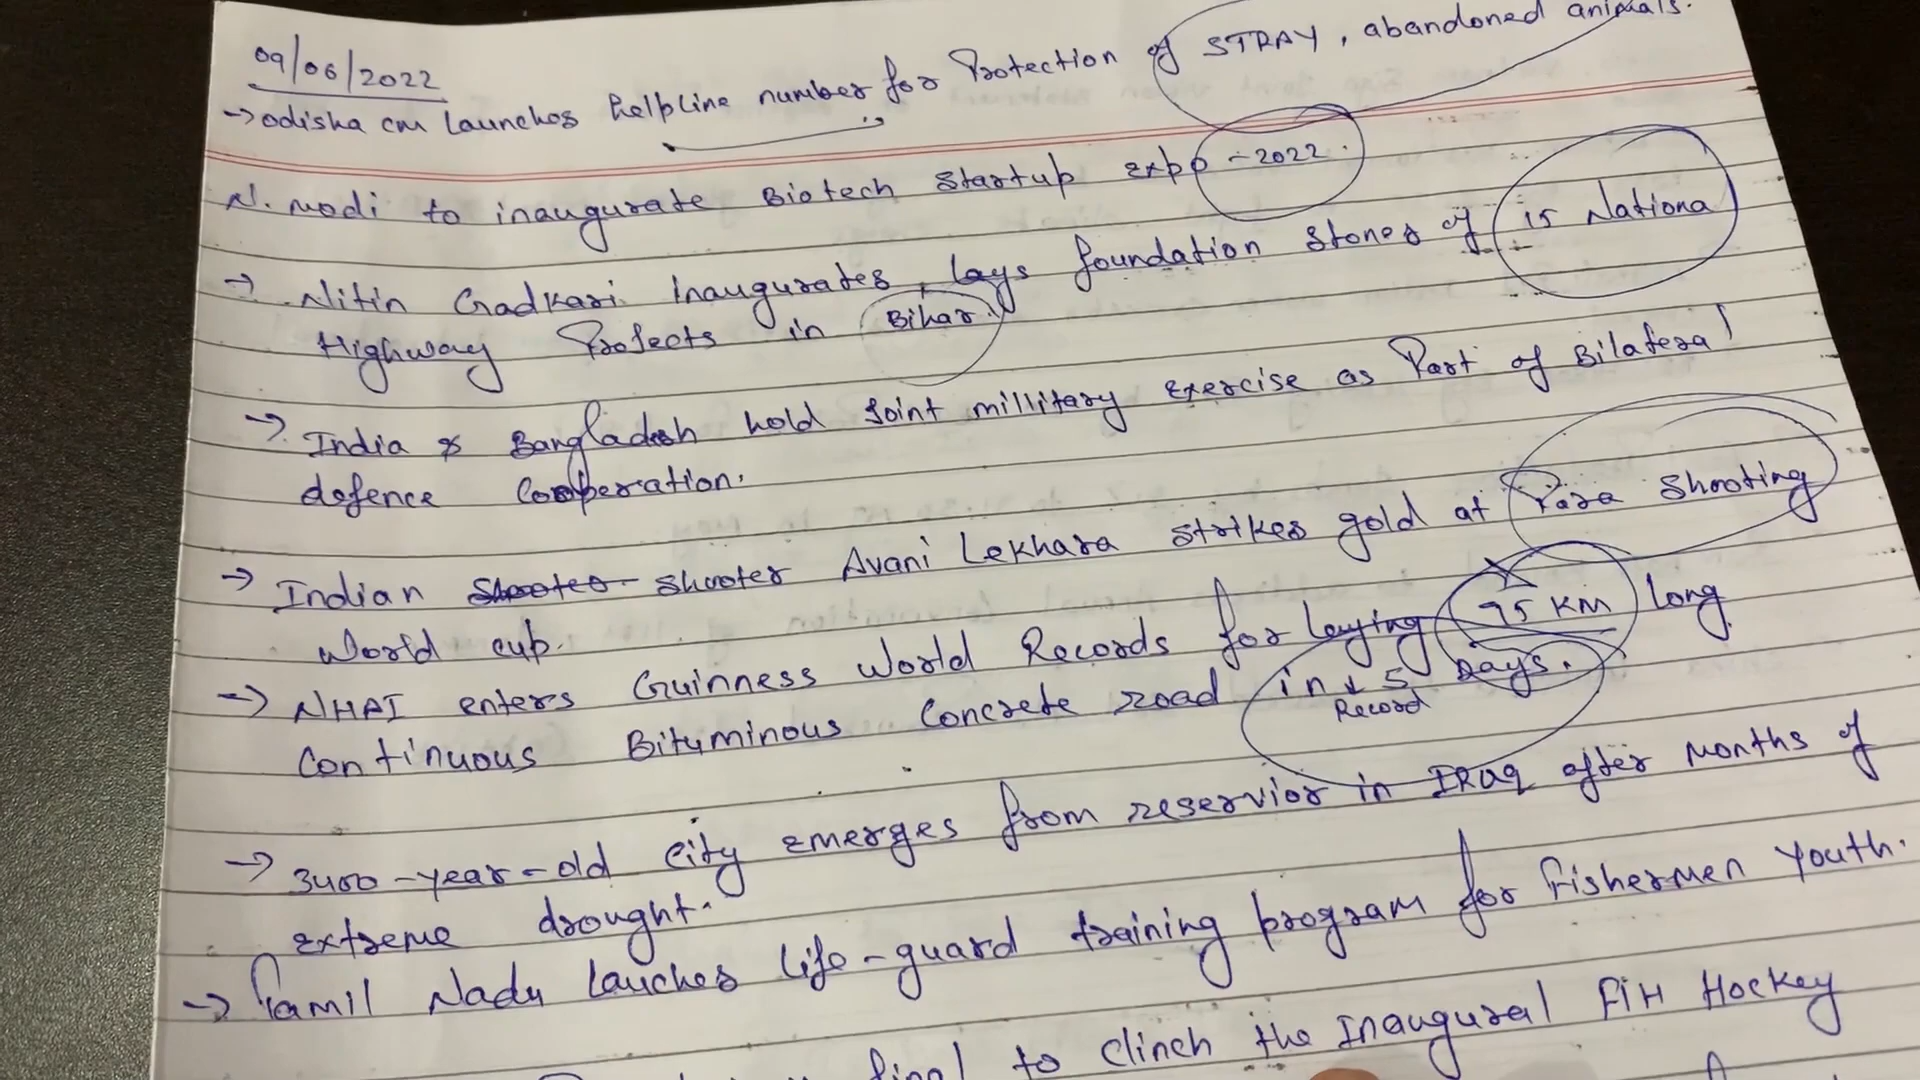 09/06/2022
→ odisha cm Launches helpline number for Protection of STRAY, abandoned animals.
N. modi to inaugurate Biotech startup expo -2022.
→ Nitin Gadkari Inaugurates, lays foundation stones of 15 Nationa
Highway Projects in Bihar.
→ India & Bangladesh hold Joint millitary exercise as Part of Bilateral
defence Cooperation.
→ Indian Shooter shooter Avani Lekhara strikes gold at Para Shooting
World cup.
→ NHAI enters Guinness World Records for laying 75 KM long
Continuous Bituminous Concrete road in 5 Days.
Record
→ 3400-year-old city emerges from reservior in IRaq after months of
extreme drought.
→ Tamil Nadu Lauches life-guard training program for Fishermen Youth.
final to clinch the Inaugural FiH Hockey